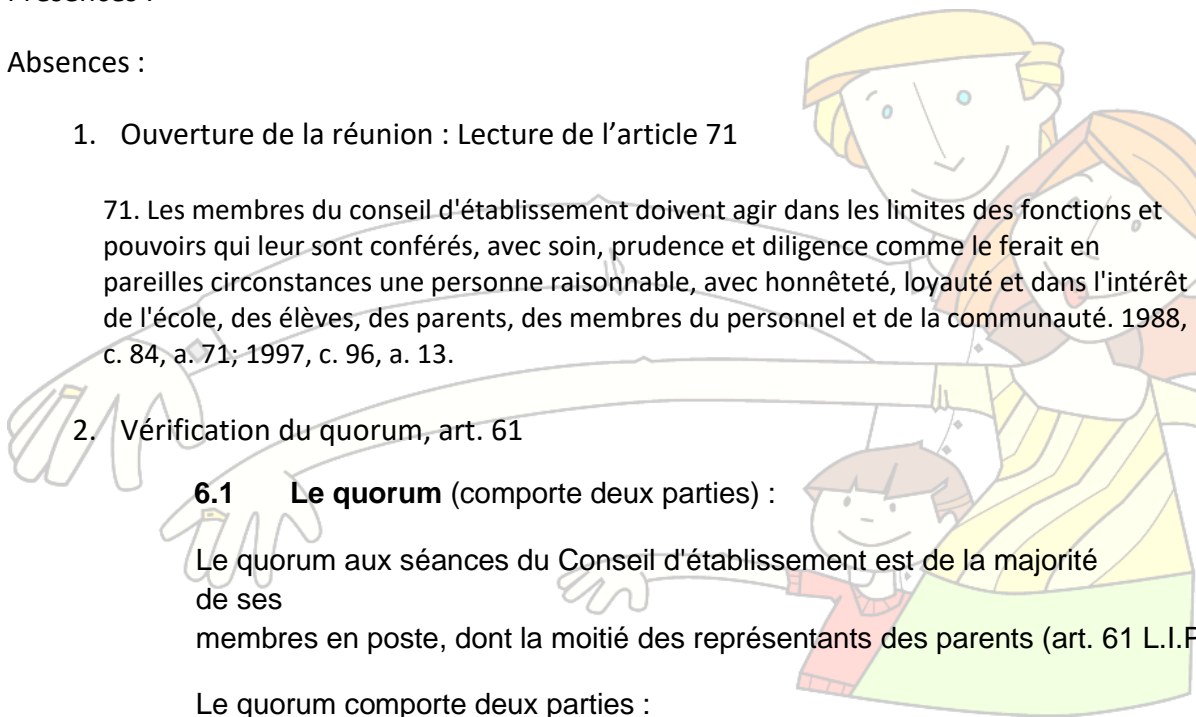 Absences :
1. Ouverture de la réunion : Lecture de l’article 71
71. Les membres du conseil d'établissement doivent agir dans les limites des fonctions et
pouvoirs qui leur sont conférés, avec soin, prudence et diligence comme le ferait en
pareilles circonstances une personne raisonnable, avec honnêteté, loyauté et dans l'intérêt
de l'école, des élèves, des parents, des membres du personnel et de la communauté. 1988,
c. 84, a. 71; 1997, c. 96, a. 13.
2. Vérification du quorum, art. 61
6.1 Le quorum (comporte deux parties) :
Le quorum aux séances du Conseil d'établissement est de la majorité
de ses
membres en poste, dont la moitié des représentants des parents (art. 61 L.I.P
Le quorum comporte deux parties :